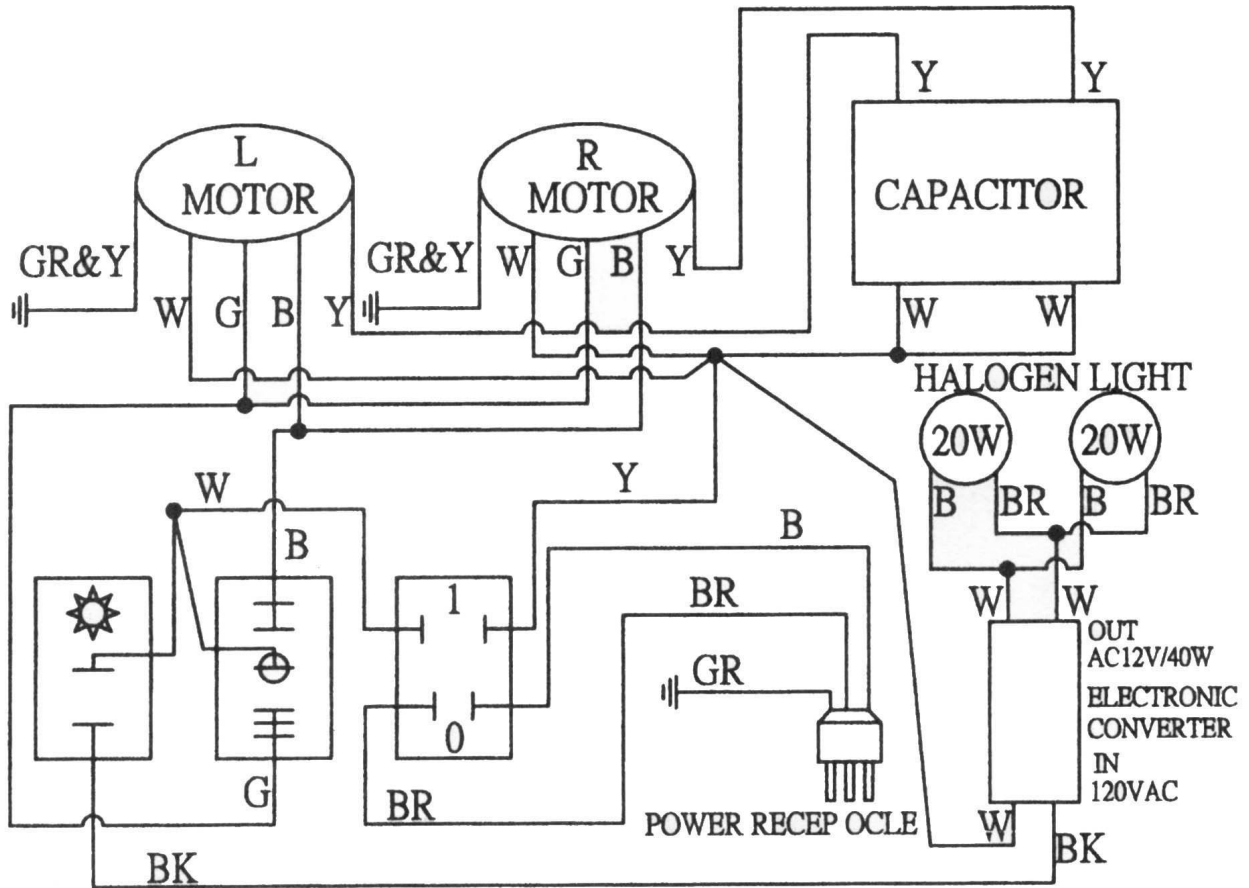 Y
Y
L
MOTOR
R
MOTOR
CAPACITOR
GR&Y
W
G
B
Y
GR&Y
W
G
B
Y
W
W
HALOGEN LIGHT
20W
20W
B
BR
B
BR
W
Y
B
B
BR
GR
W
W
OUT
AC12V/40W
ELECTRONIC
CONVERTER
IN
120VAC
1
0
G
BR
POWER RECEP OCLE
W
BK
BK